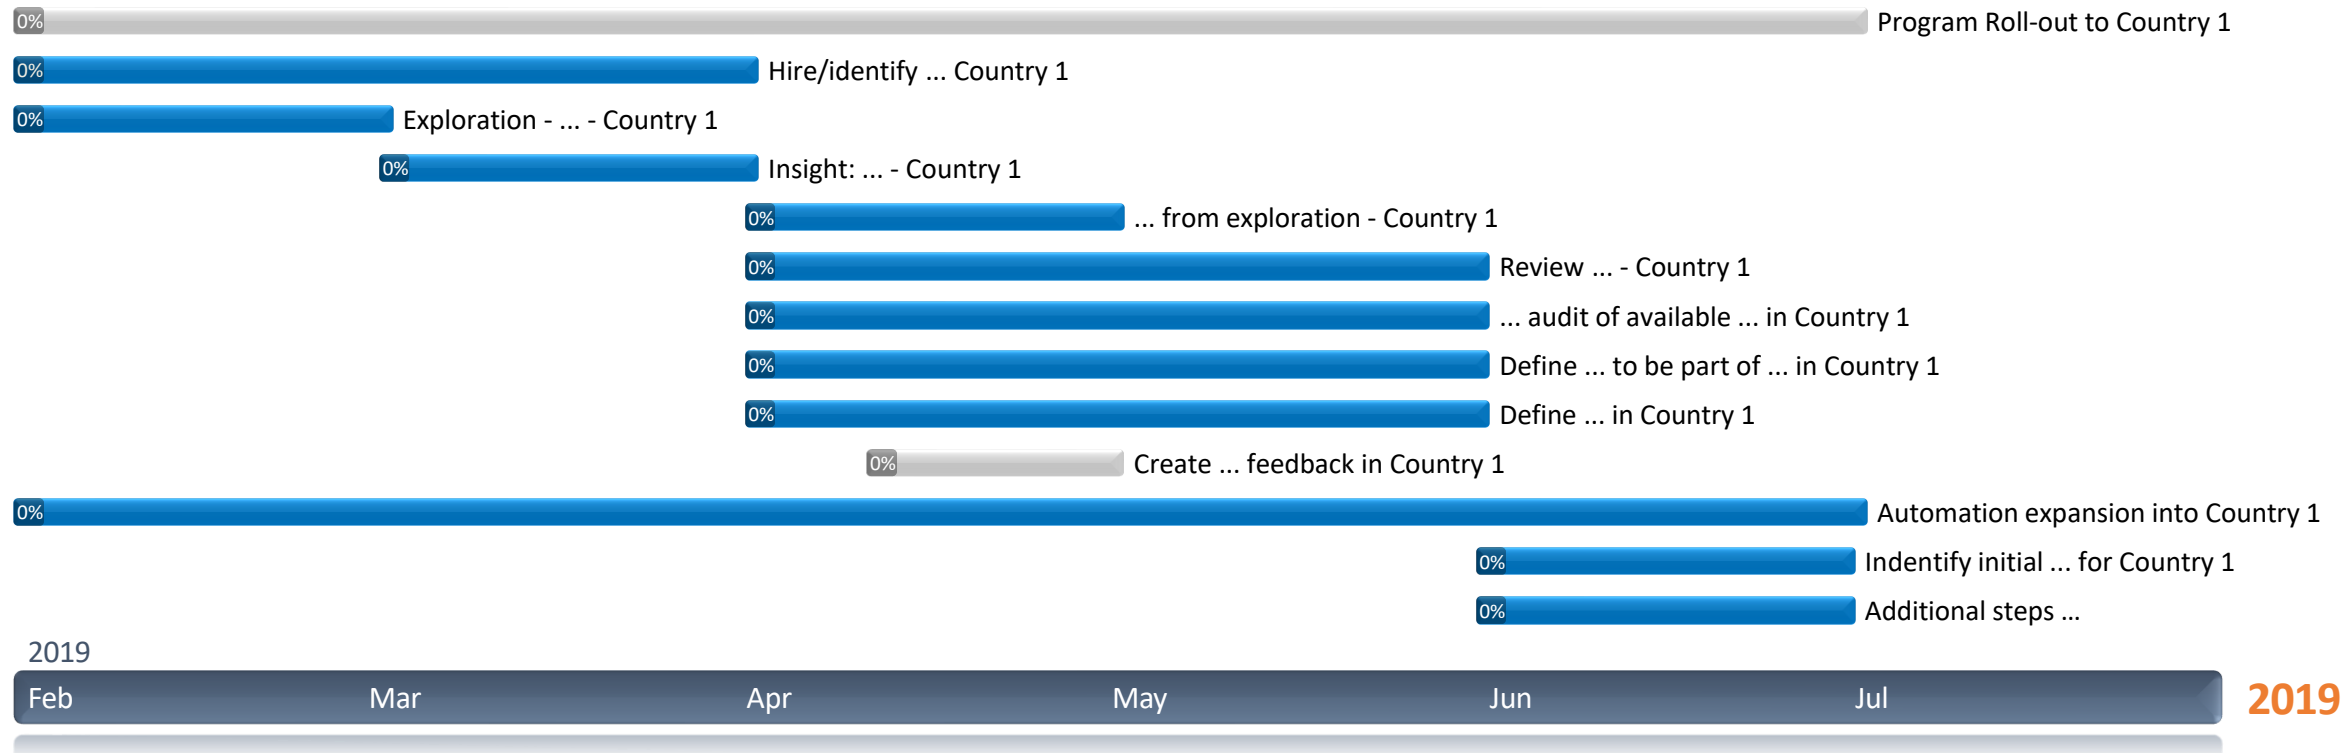 0% Program Roll-out to Country 1
0% Hire/identify ... Country 1
0% Exploration - ... - Country 1
0% Insight: ... - Country 1
0% ... from exploration - Country 1
0% Review ... - Country 1
0% ... audit of available ... in Country 1
0% Define ... to be part of ... in Country 1
0% Define ... in Country 1
0% Create ... feedback in Country 1
0% Automation expansion into Country 1
0% Indentify initial ... for Country 1
0% Additional steps ...
2019
Feb Mar Apr May Jun Jul 2019